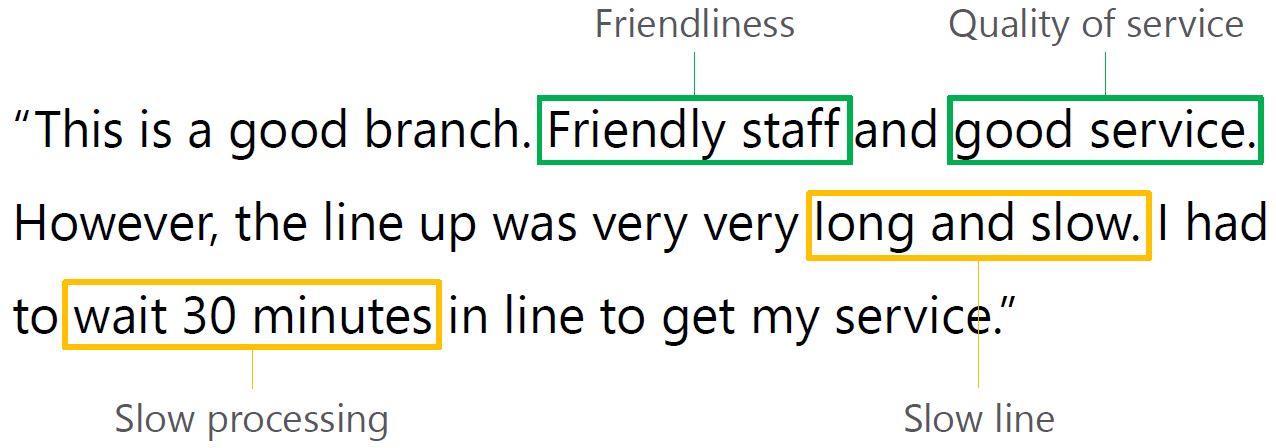 Friendliness Quality of service
“This is a good branch. Friendly staff and good service.
However, the line up was very very long and slow. I had
to wait 30 minutes in line to get my service.”
Slow processing Slow line